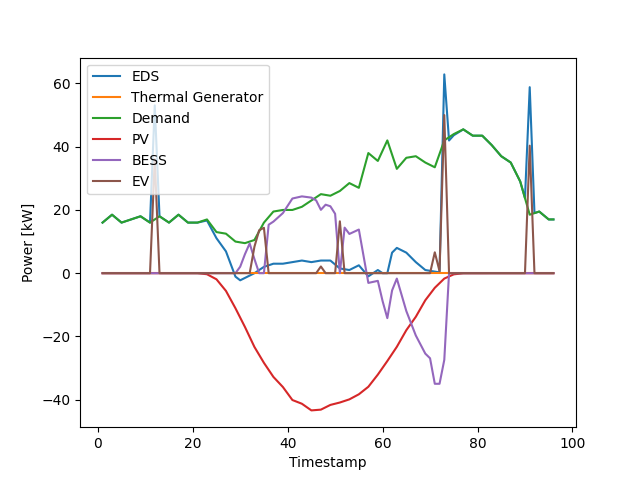 EDS
Thermal Generator
Demand
PV
BESS
EV
Power [kW]
60
40
20
0
−20
−40
0 20 40 60 80 100
Timestamp